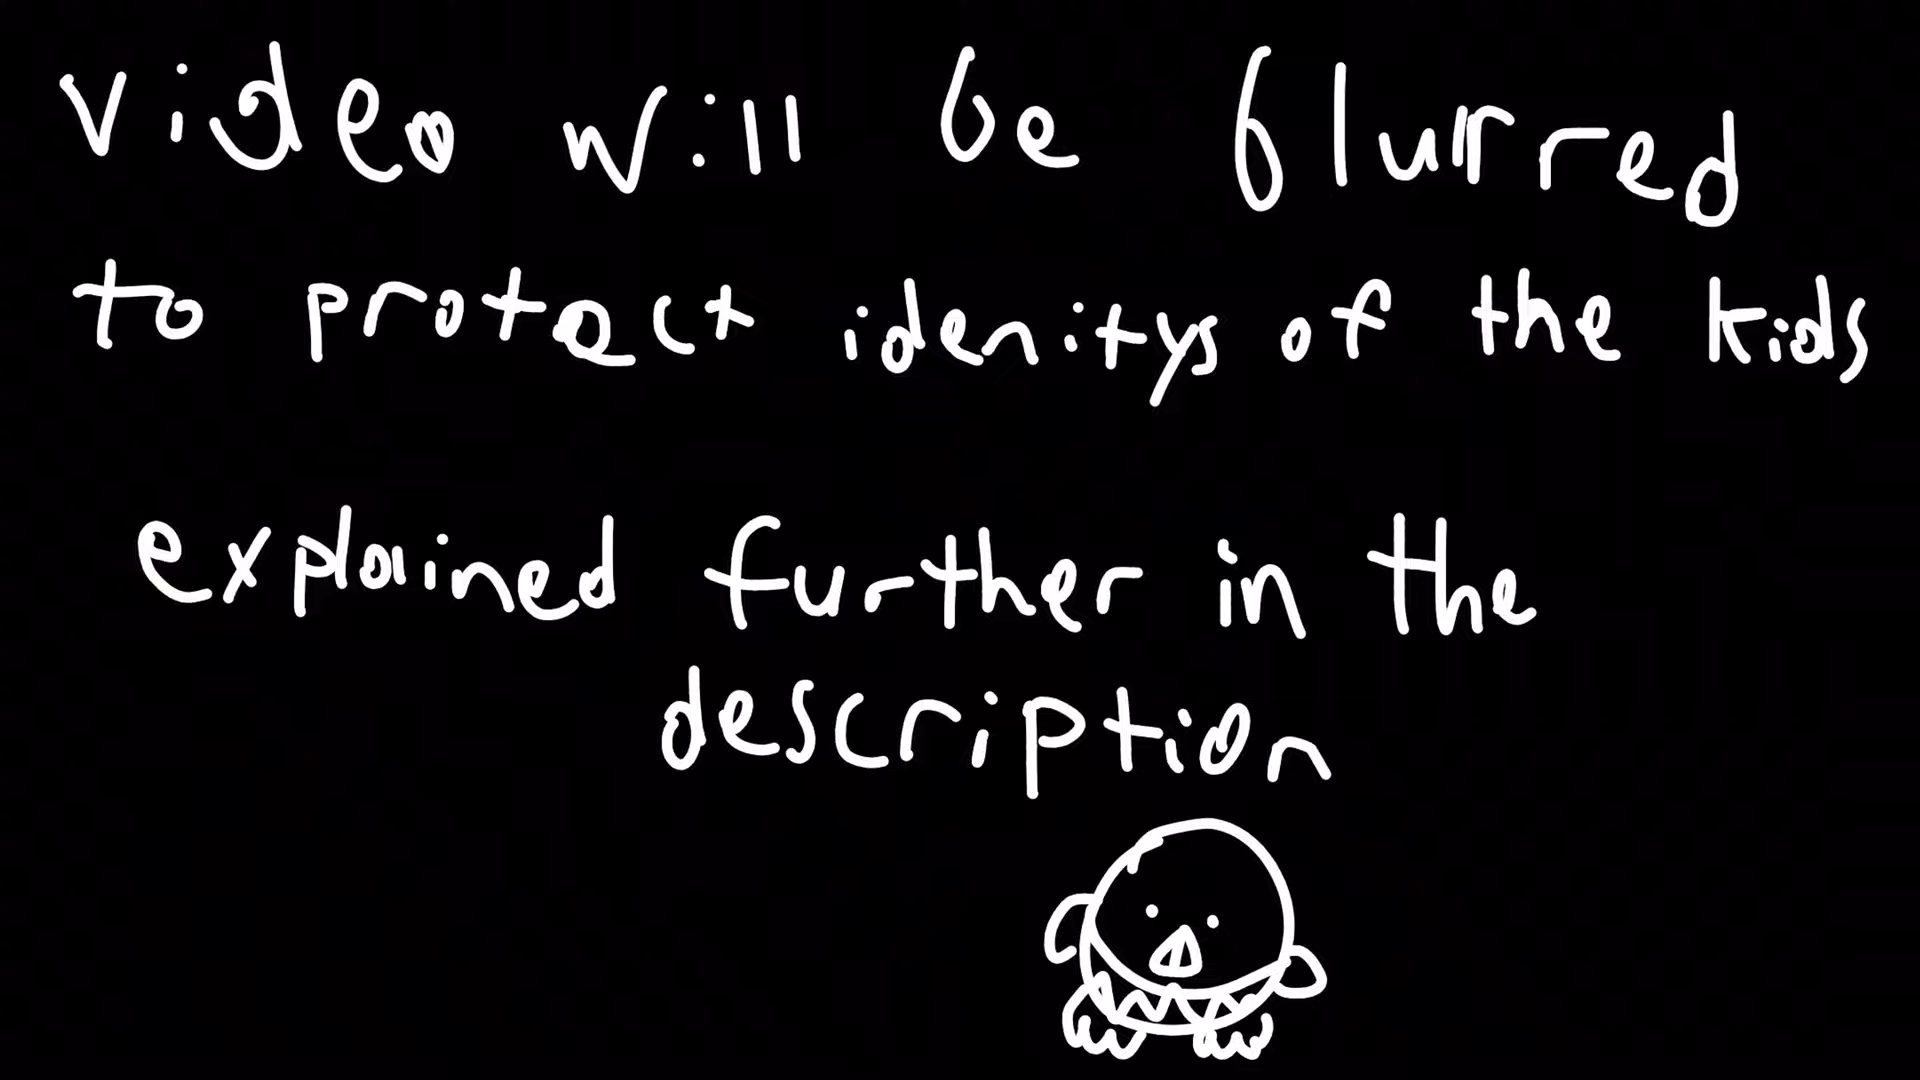 video will be blurred
to protect idenitys of the kids
explained further in the
description